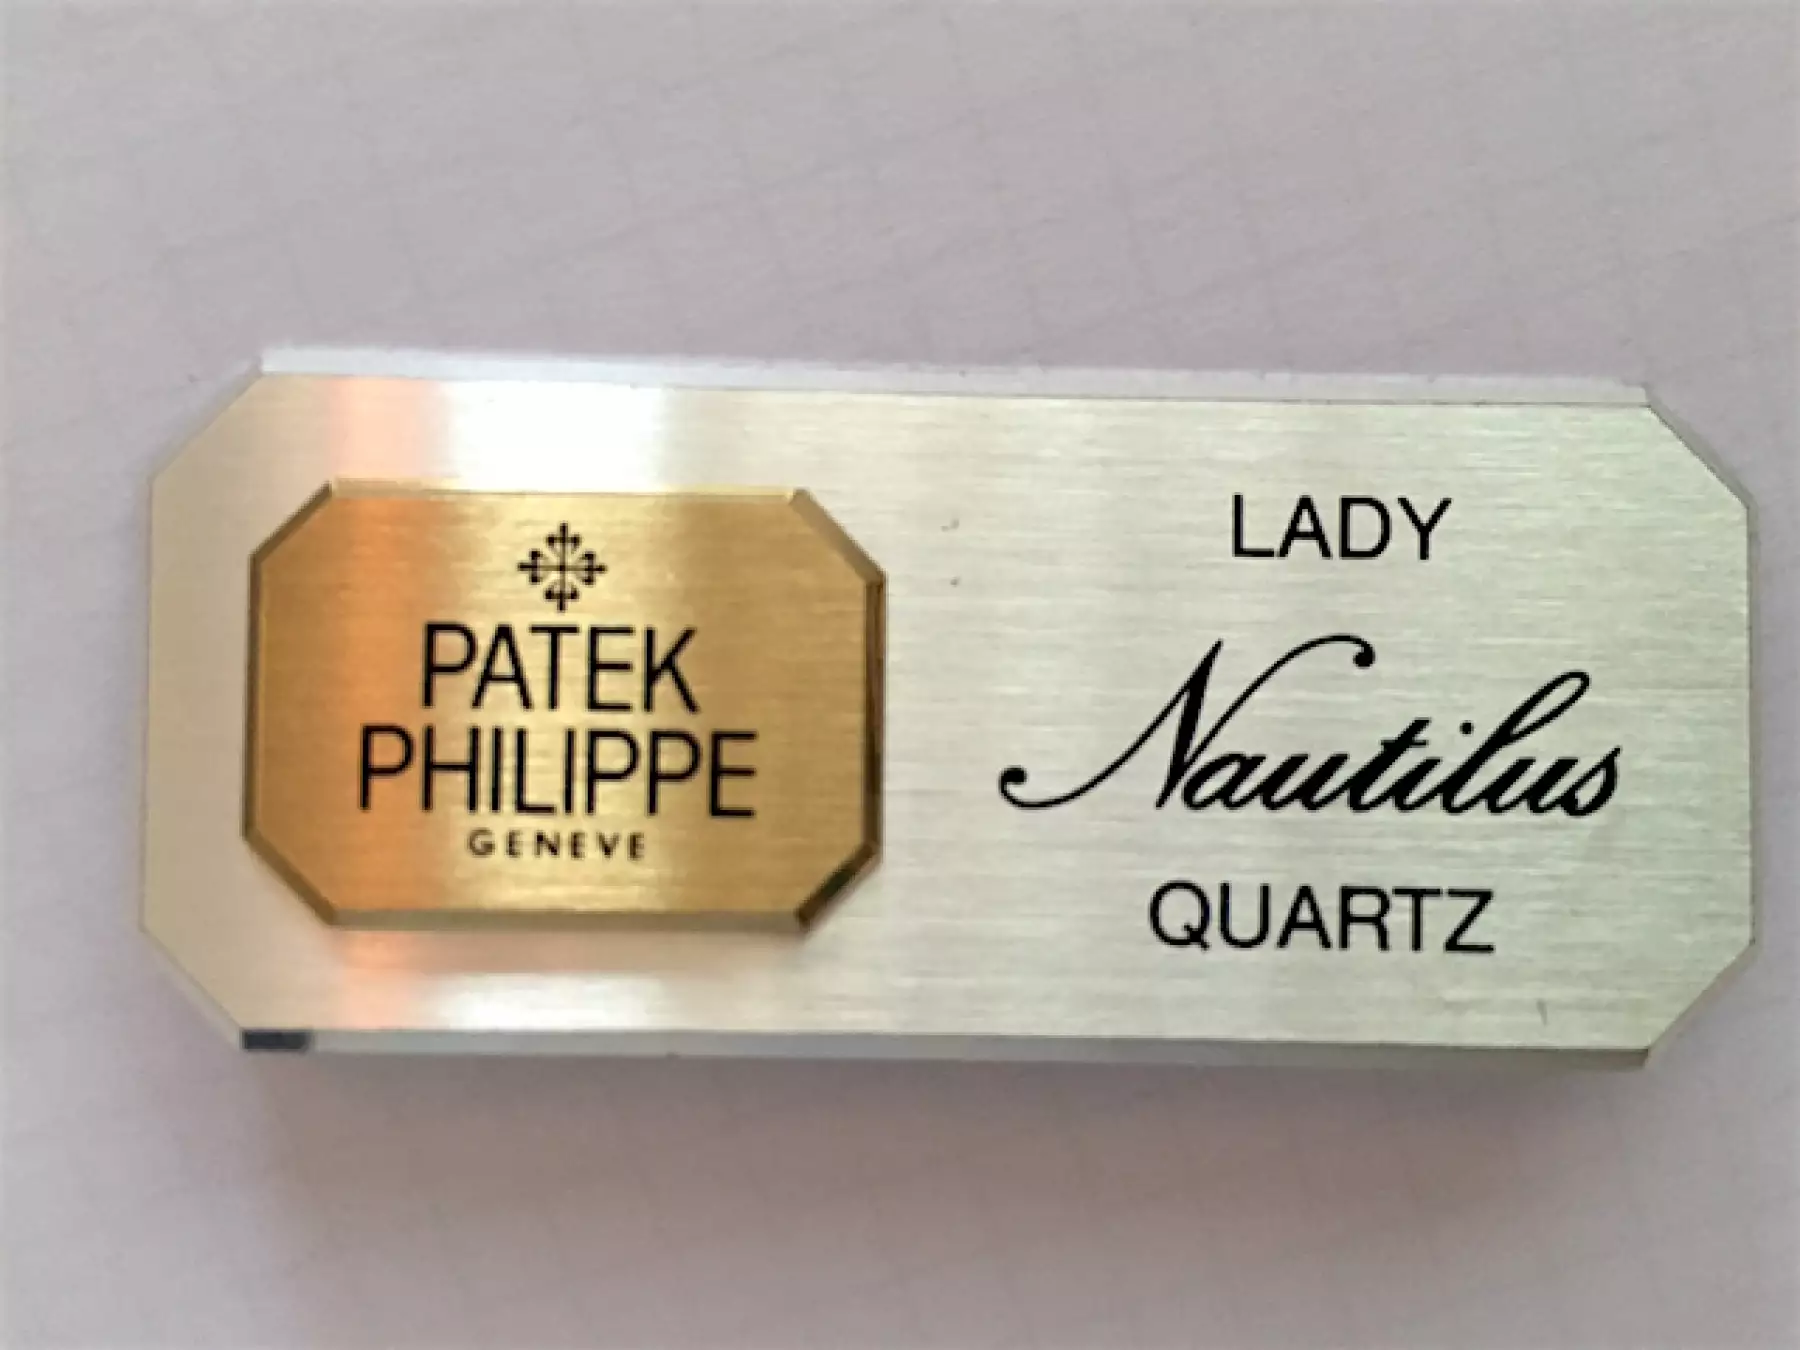 PATEK
PHILIPPE
GENEVE
LADY
Nautilus
QUARTZ